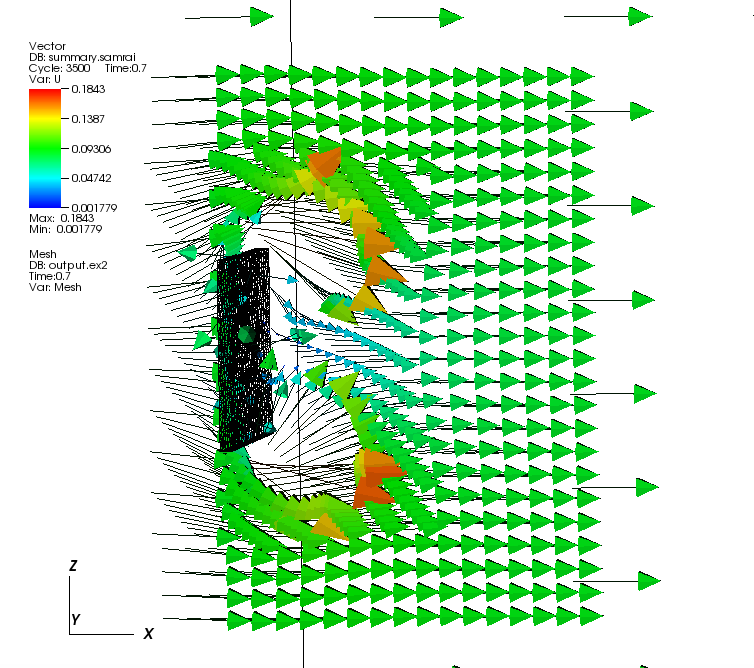 Vector
DB: summary.samrai
Cycle: 3500 Time:0.7
Var: U
0.1843
0.1387
0.09306
0.04742
0.001779
Max: 0.1843
Min: 0.001779
Mesh
DB: output.ex2
Time:0.7
Var: Mesh
Z
Y
X